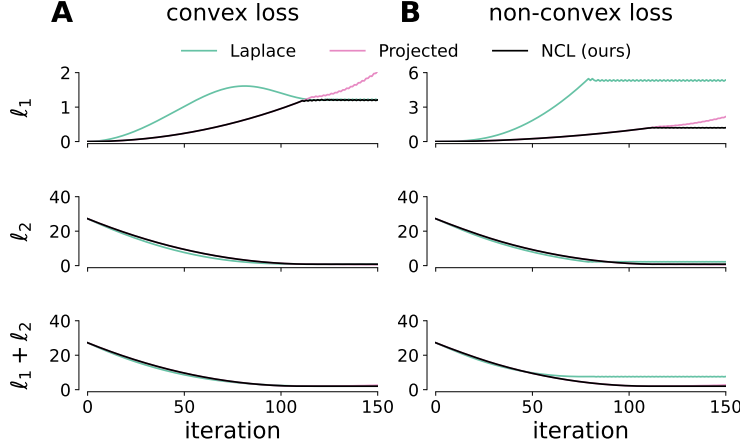 A convex loss B non-convex loss
Laplace Projected NCL (ours)
ℓ1
2
1
0
6
3
0
ℓ2
40
20
0
40
20
0
ℓ1 + ℓ2
40
20
0
40
20
0
0 50 100 150 0 50 100 150
iteration iteration